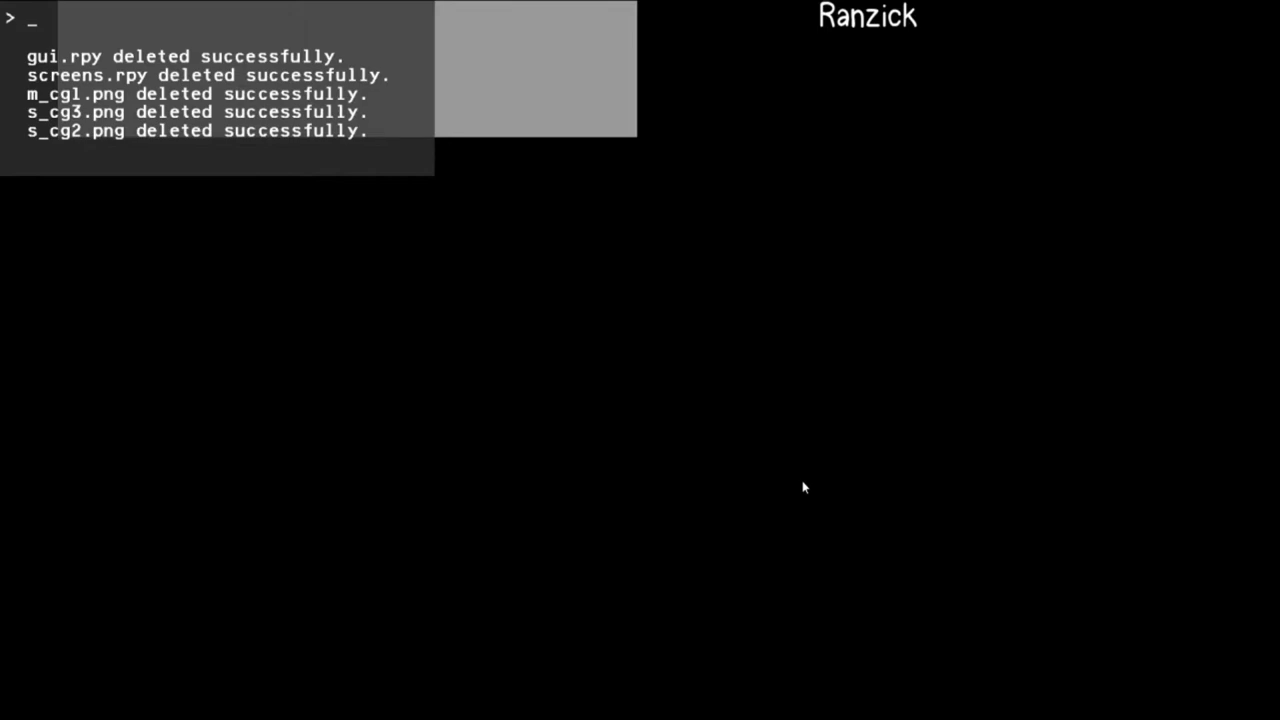 > _
Ranzick
gui.rpy deleted successfully.
screens.rpy deleted successfully.
m_cg1.png deleted successfully.
s_cg3.png deleted successfully.
s_cg2.png deleted successfully.